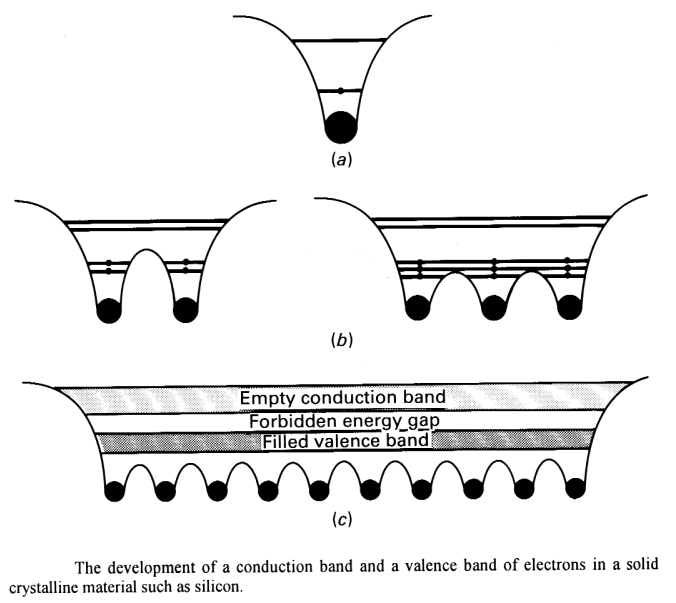 (a)
(b)
Empty conduction band
Forbidden energy gap
Filled valence band
(c)
The development of a conduction band and a valence band of electrons in a solid
crystalline material such as silicon.